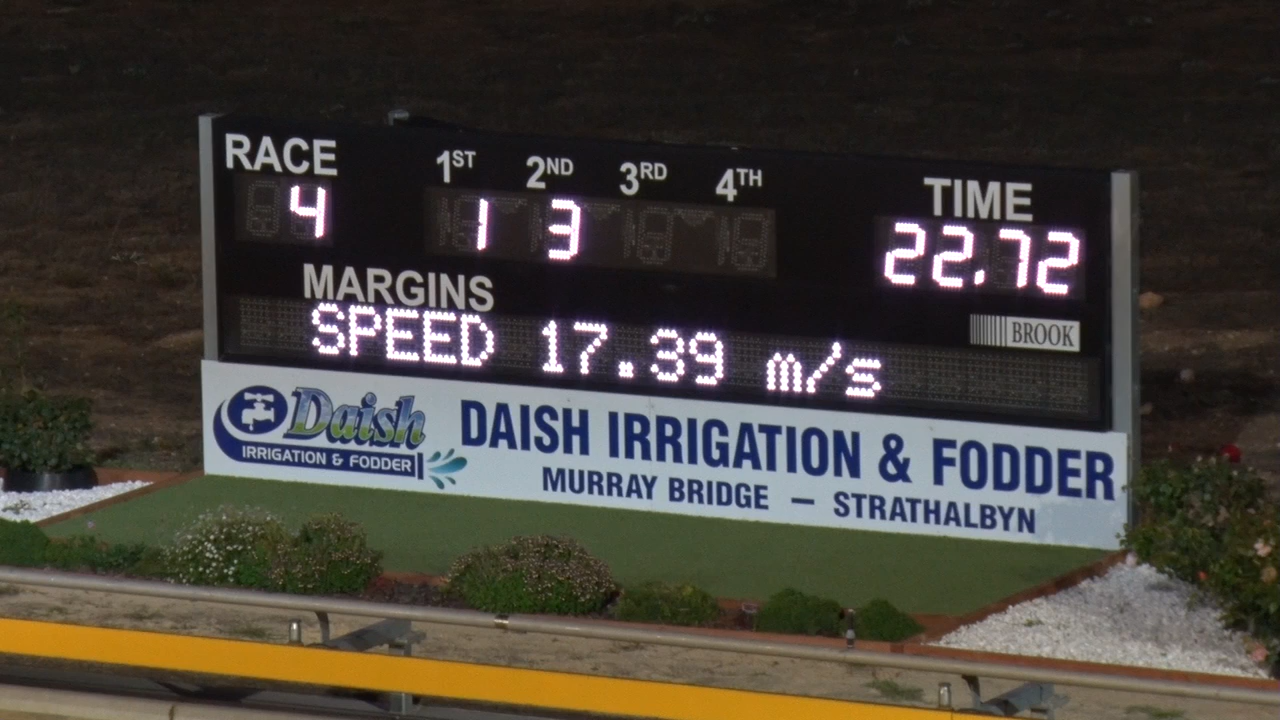 RACE 1ST 2ND 3RD 4TH TIME
4 1 3 22.72
MARGINS
BROOK
SPEED 17.39 m/s
Daish
IRRIGATION & FODDER
DAISH IRRIGATION & FODDER
MURRAY BRIDGE – STRATHALBYN